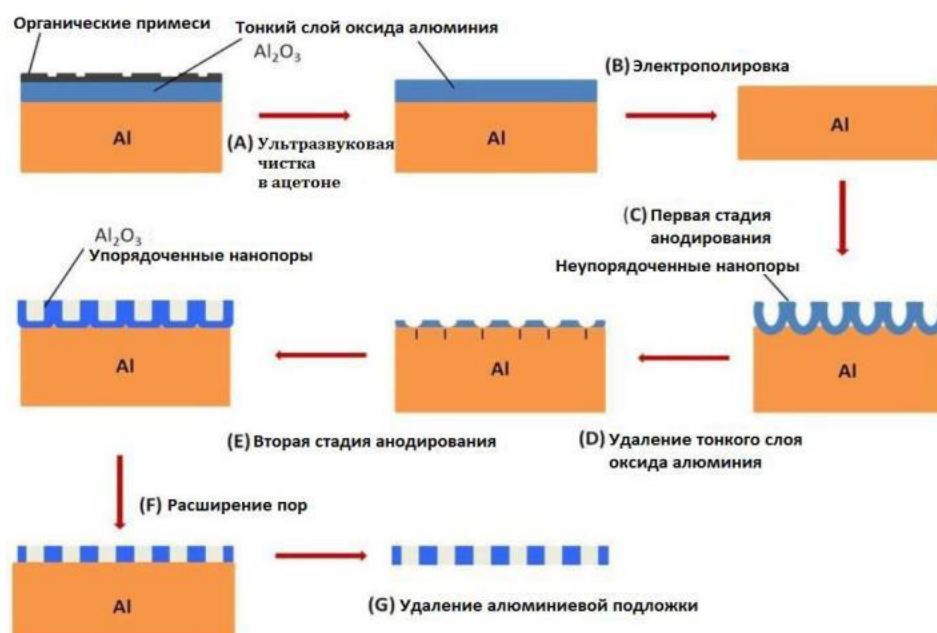 Органические примеси
Тонкий слой оксида алюминия
Al₂O₃
(B) Электрополировка
Al
Al
Al
(A) Ультразвуковая
чистка
в ацетоне
(C) Первая стадия
анодирования
Неупорядоченные нанопоры
Al₂O₃
Упорядоченные нанопоры
Al
Al
Al
(E) Вторая стадия анодирования
(D) Удаление тонкого слоя
оксида алюминия
(F) Расширение пор
Al
(G) Удаление алюминиевой подложки